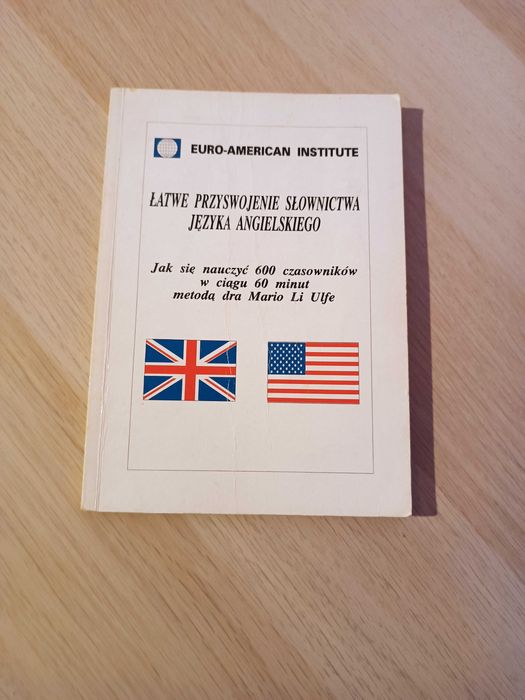 EURO-AMERICAN INSTITUTE
ŁATWE PRZYSWOJENIE SŁOWNICTWA
JĘZYKA ANGIELSKIEGO
Jak się nauczyć 600 czasowników
w ciągu 60 minut
metodą dra Mario Li Ulfe